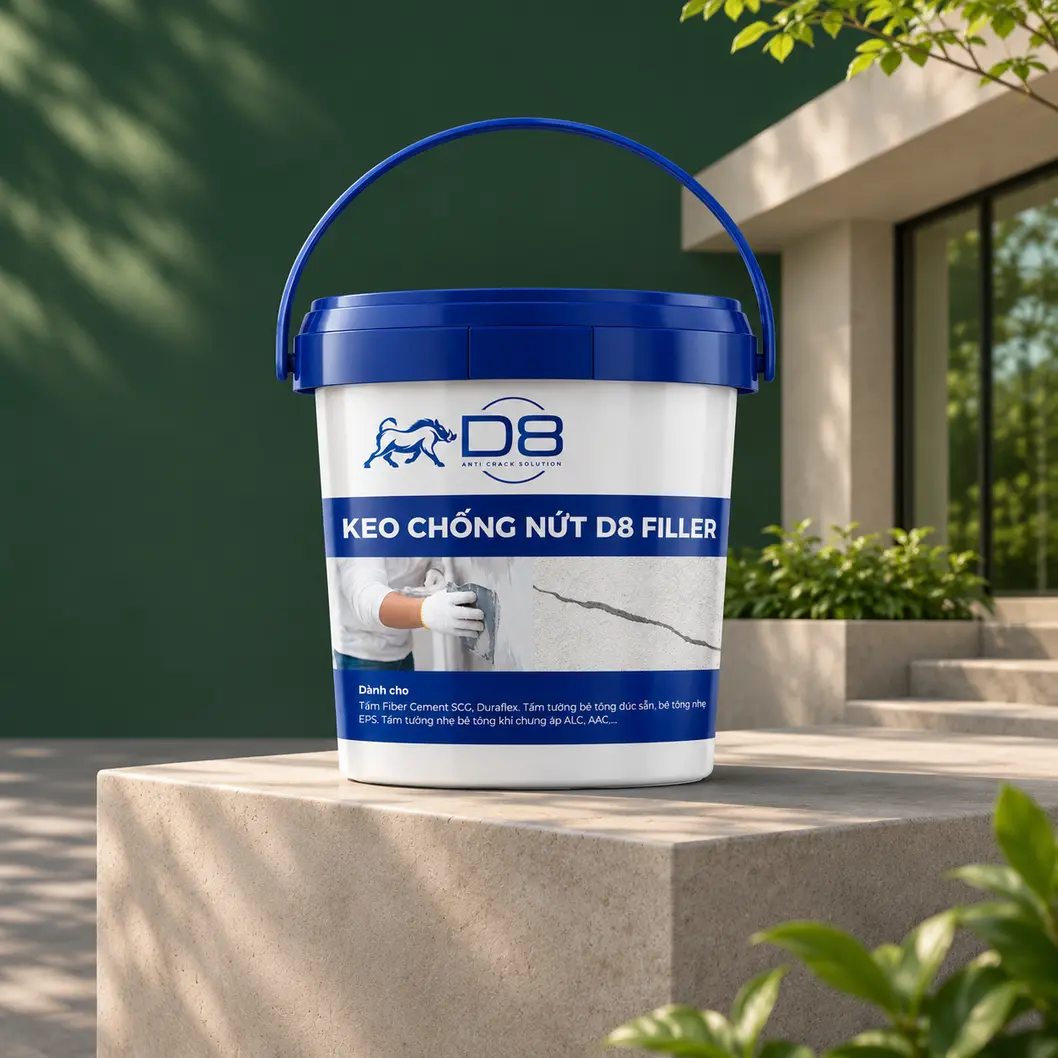 D8
ANTI CRACK SOLUTION
KEO CHỐNG NỨT D8 FILLER
Dành cho
Tấm Fiber Cement SCG, Duraflex. Tấm tường bê tông đúc sẵn, bê tông nhẹ
EPS. Tấm tường nhẹ bê tông khí chưng áp ALC, AAC,...